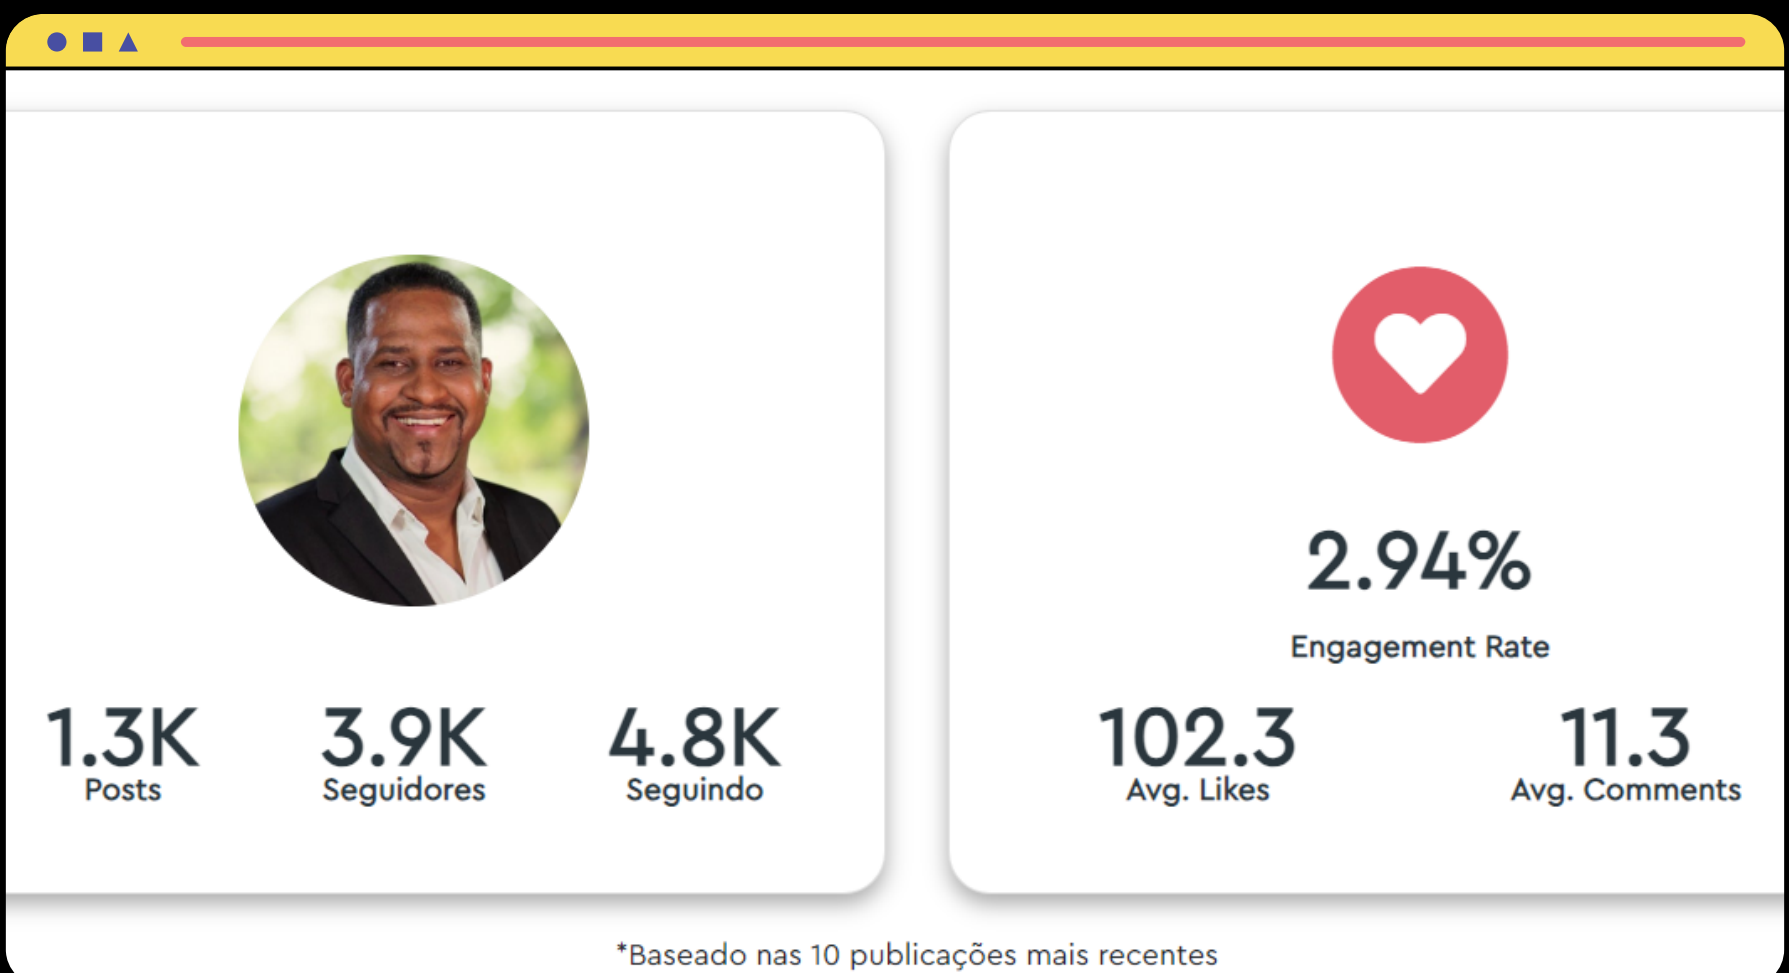 1.3K
Posts
3.9K
Seguidores
4.8K
Seguindo
2.94%
Engagement Rate
102.3
Avg. Likes
11.3
Avg. Comments
*Baseado nas 10 publicações mais recentes